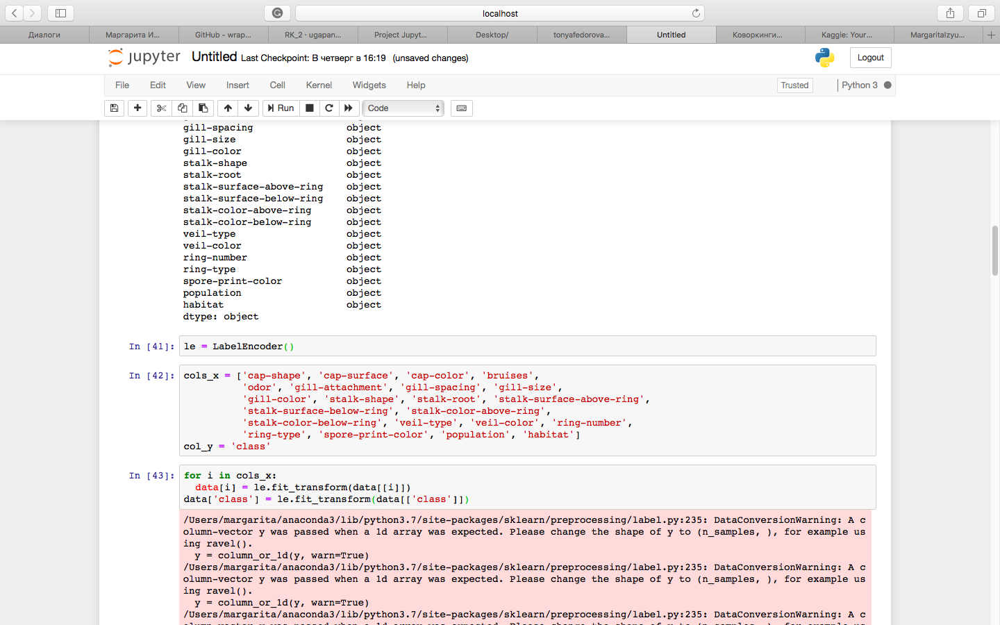 localhost
Диалоги
Маргарита И...
GitHub - wrap...
RK_2 · ugapan...
Project Jupyt...
Desktop/
tonyafedorova...
Untitled
Коворкинги...
Kaggle: Your...
MargaritaIzyu...
jupyter Untitled Last Checkpoint: В четверг в 16:19 (unsaved changes)
Logout
File Edit View Insert Cell Kernel Widgets Help
Trusted
Python 3
Run
Code
gill-spacing object
gill-size object
gill-color object
stalk-shape object
stalk-root object
stalk-surface-above-ring object
stalk-surface-below-ring object
stalk-color-above-ring object
stalk-color-below-ring object
veil-type object
veil-color object
ring-number object
ring-type object
spore-print-color object
population object
habitat object
dtype: object
In [41]: le = LabelEncoder()
In [42]: cols_x = ['cap-shape', 'cap-surface', 'cap-color', 'bruises',
'odor', 'gill-attachment', 'gill-spacing', 'gill-size',
'gill-color', 'stalk-shape', 'stalk-root', 'stalk-surface-above-ring',
'stalk-surface-below-ring', 'stalk-color-above-ring',
'stalk-color-below-ring', 'veil-type', 'veil-color', 'ring-number',
'ring-type', 'spore-print-color', 'population', 'habitat']
col_y = 'class'
In [43]: for i in cols_x:
data[i] = le.fit_transform(data[[i]])
data['class'] = le.fit_transform(data[['class']])
/Users/margarita/anaconda3/lib/python3.7/site-packages/sklearn/preprocessing/label.py:235: DataConversionWarning: A c
olumn-vector y was passed when a 1d array was expected. Please change the shape of y to (n_samples, ), for example us
ing ravel().
y = column_or_1d(y, warn=True)
/Users/margarita/anaconda3/lib/python3.7/site-packages/sklearn/preprocessing/label.py:235: DataConversionWarning: A c
olumn-vector y was passed when a 1d array was expected. Please change the shape of y to (n_samples, ), for example us
ing ravel().
y = column_or_1d(y, warn=True)
/Users/margarita/anaconda3/lib/python3.7/site-packages/sklearn/preprocessing/label.py:235: DataConversionWarning: A c